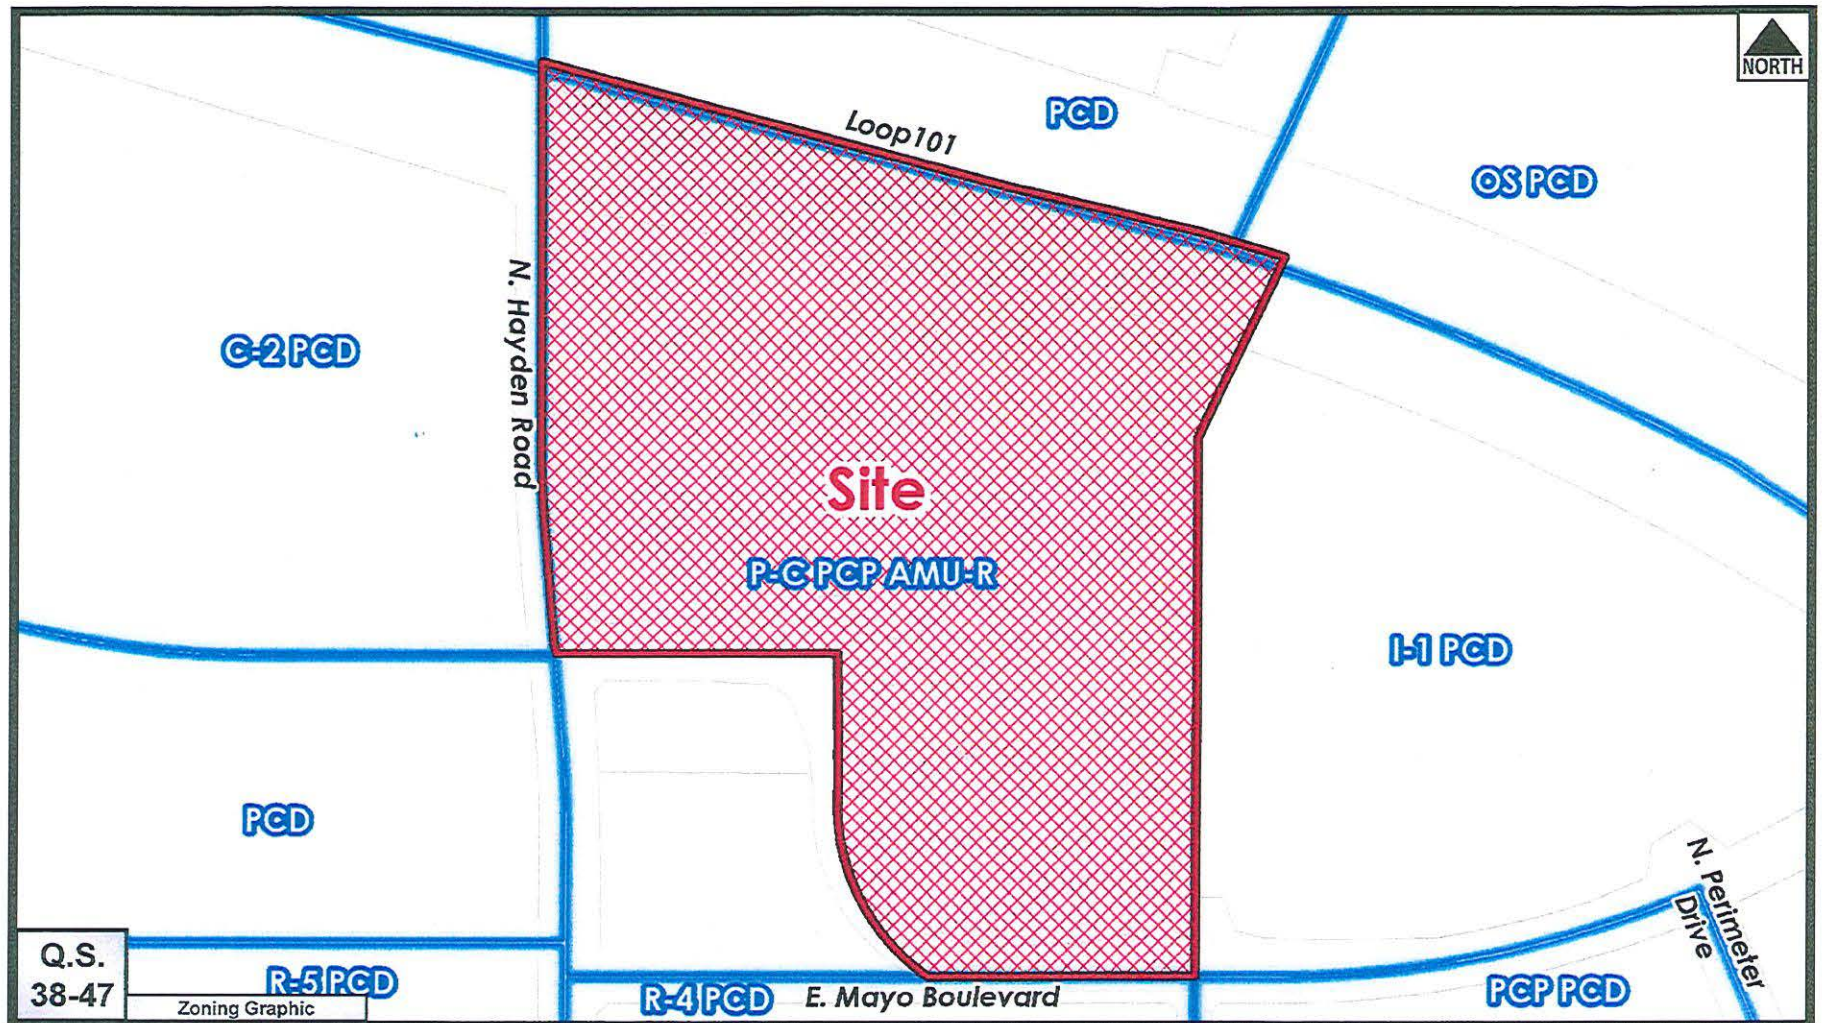 NORTH
Loop101
PCD
OS PCD
N. Hayden Road
C-2 PCD
Site
P-C PCP AMU-R
I-1 PCD
PCD
N. Perimeter
Drive
Q.S.
38-47
R-5 PCD
Zoning Graphic
R-4 PCD
E. Mayo Boulevard
PCP PCD